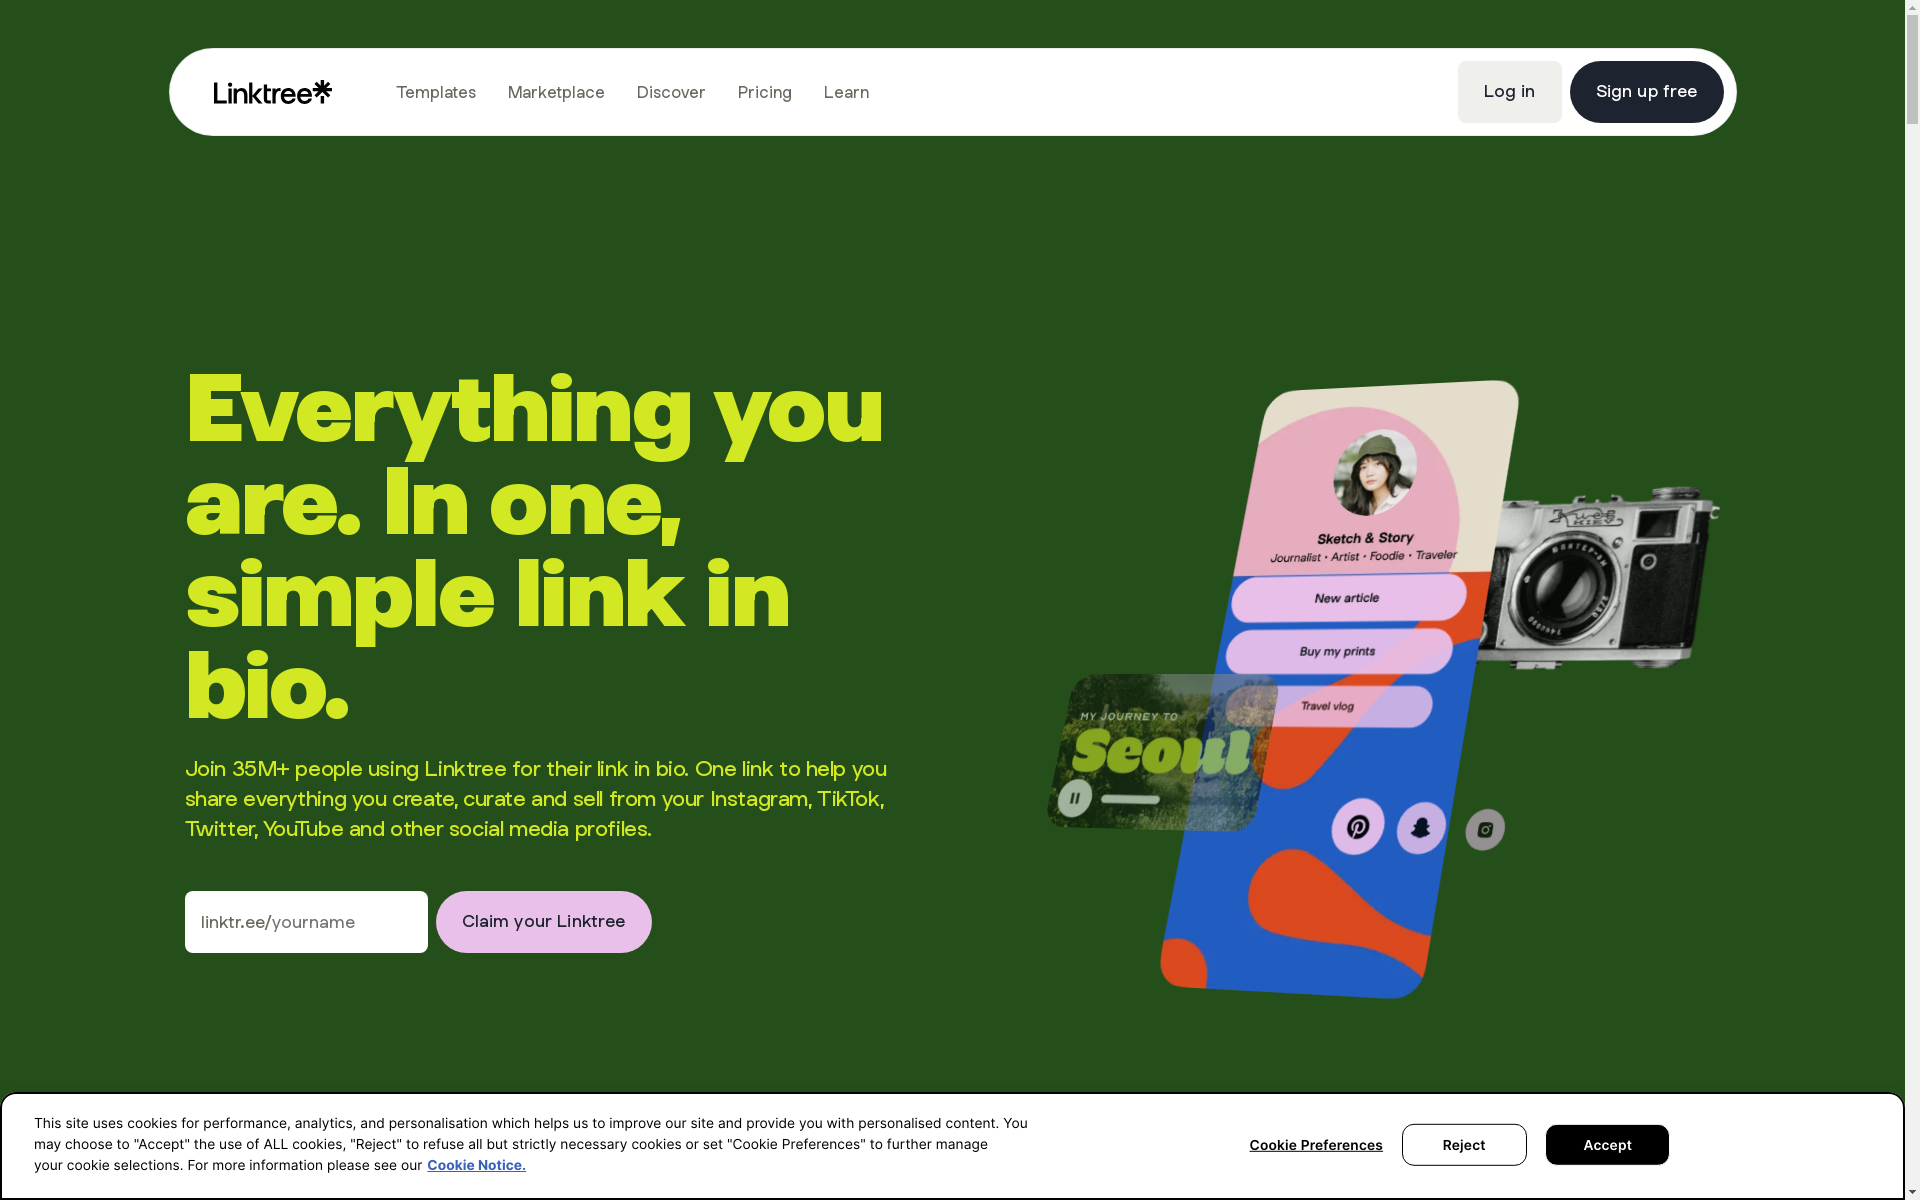 Linktree
Templates
Marketplace
Discover
Pricing
Learn
Log in
Sign up free
Everything you
are. In one,
simple link in
bio.
Join 35M+ people using Linktree for their link in bio. One link to help you
share everything you create, curate and sell from your Instagram, TikTok,
Twitter, YouTube and other social media profiles.
linktr.ee/yourname
Claim your Linktree
Sketch & Story
Journalist • Artist • Foodie • Traveler
New article
Buy my prints
Travel vlog
MY JOURNEY TO
Seoul
This site uses cookies for performance, analytics, and personalisation which helps us to improve our site and provide you with personalised content. You
may choose to "Accept" the use of ALL cookies, "Reject" to refuse all but strictly necessary cookies or set "Cookie Preferences" to further manage
your cookie selections. For more information please see our Cookie Notice.
Cookie Preferences
Reject
Accept